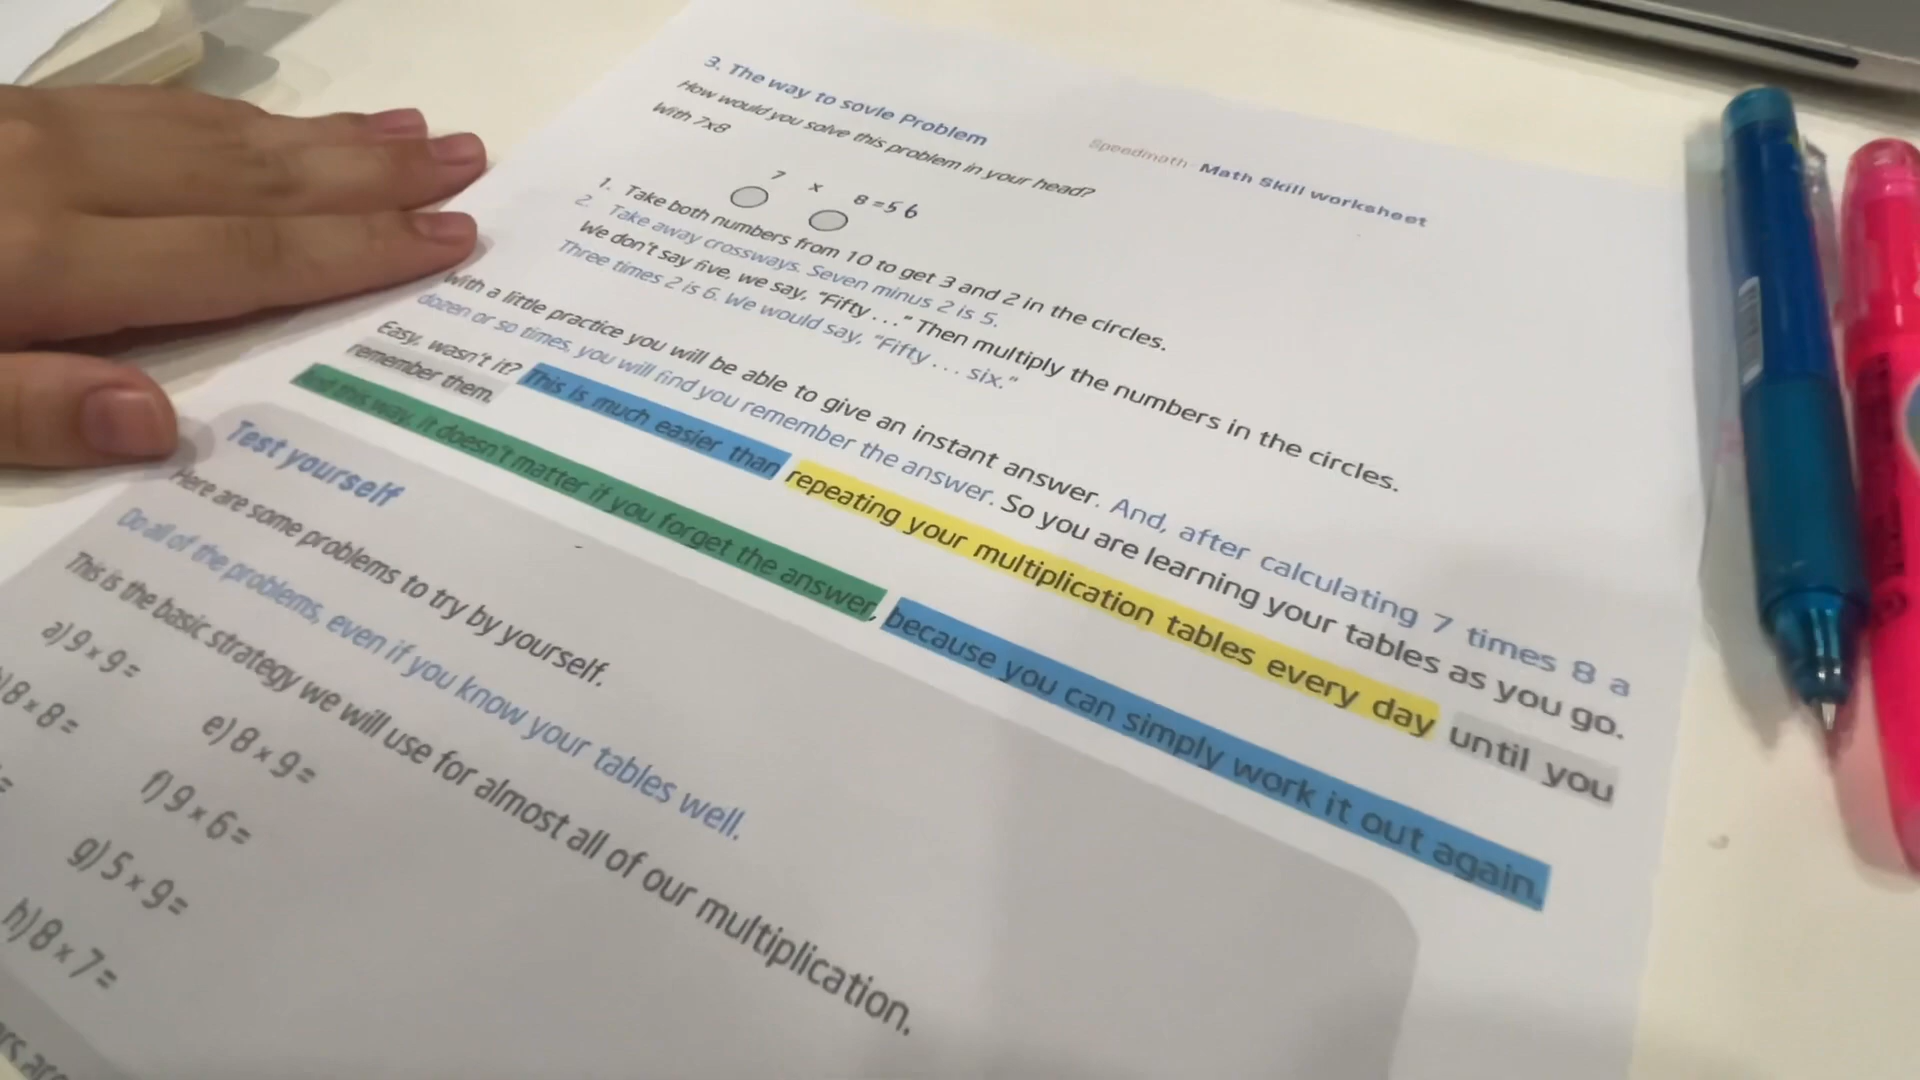 Speedmath Math Skill worksheet
3. The way to sovle Problem
How would you solve this problem in your head?
With 7x8
7 x 8 =56
1. Take both numbers from 10 to get 3 and 2 in the circles.
2. Take away crossways. Seven minus 2 is 5.
We don't say five, we say, "Fifty . . ." Then multiply the numbers in the circles.
Three times 2 is 6. We would say, "Fifty . . . six."
With a little practice you will be able to give an instant answer. And, after calculating 7 times 8 a
dozen or so times, you will find you remember the answer. So you are learning your tables as you go.
Easy, wasn't it? This is much easier than repeating your multiplication tables every day until you
remember them.
And this way, it doesn't matter if you forget the answer, because you can simply work it out again.
Test yourself
Here are some problems to try by yourself.
Do all of the problems, even if you know your tables well.
This is the basic strategy we will use for almost all of our multiplication.
a) 9 x 9 =
b) 8 x 8 =
=
e) 8 x 9 =
f) 9 x 6 =
g) 5 x 9 =
h) 8 x 7 =